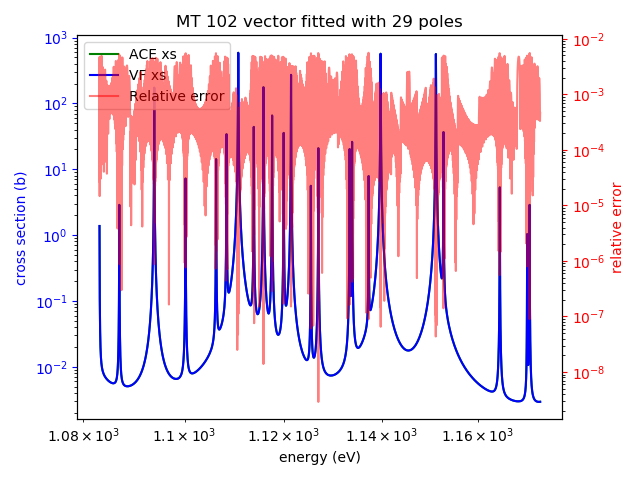 MT 102 vector fitted with 29 poles
ACE xs
VF xs
Relative error
cross section (b)
10³
10²
10¹
10⁰
10⁻¹
10⁻²
relative error
10⁻²
10⁻³
10⁻⁴
10⁻⁵
10⁻⁶
10⁻⁷
10⁻⁸
1.08 × 10³ 1.1 × 10³ 1.12 × 10³ 1.14 × 10³ 1.16 × 10³
energy (eV)